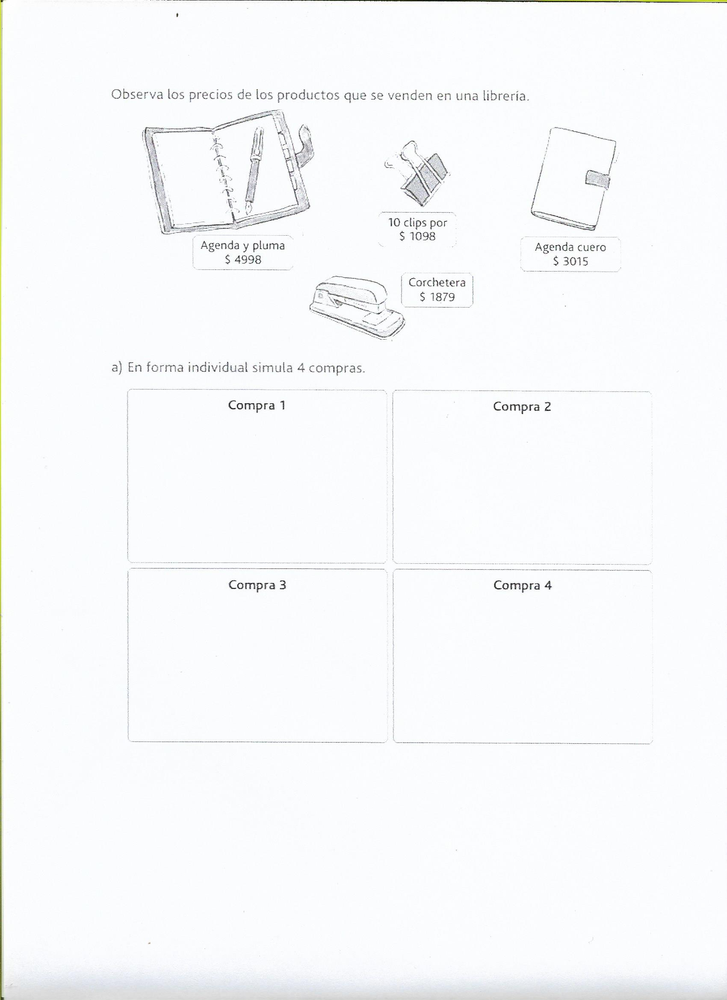 Observa los precios de los productos que se venden en una librería.
10 clips por
$ 1098
Agenda y pluma
$ 4998
Agenda cuero
$ 3015
Corchetera
$ 1879
a) En forma individual simula 4 compras.
Compra 1
Compra 2
Compra 3
Compra 4